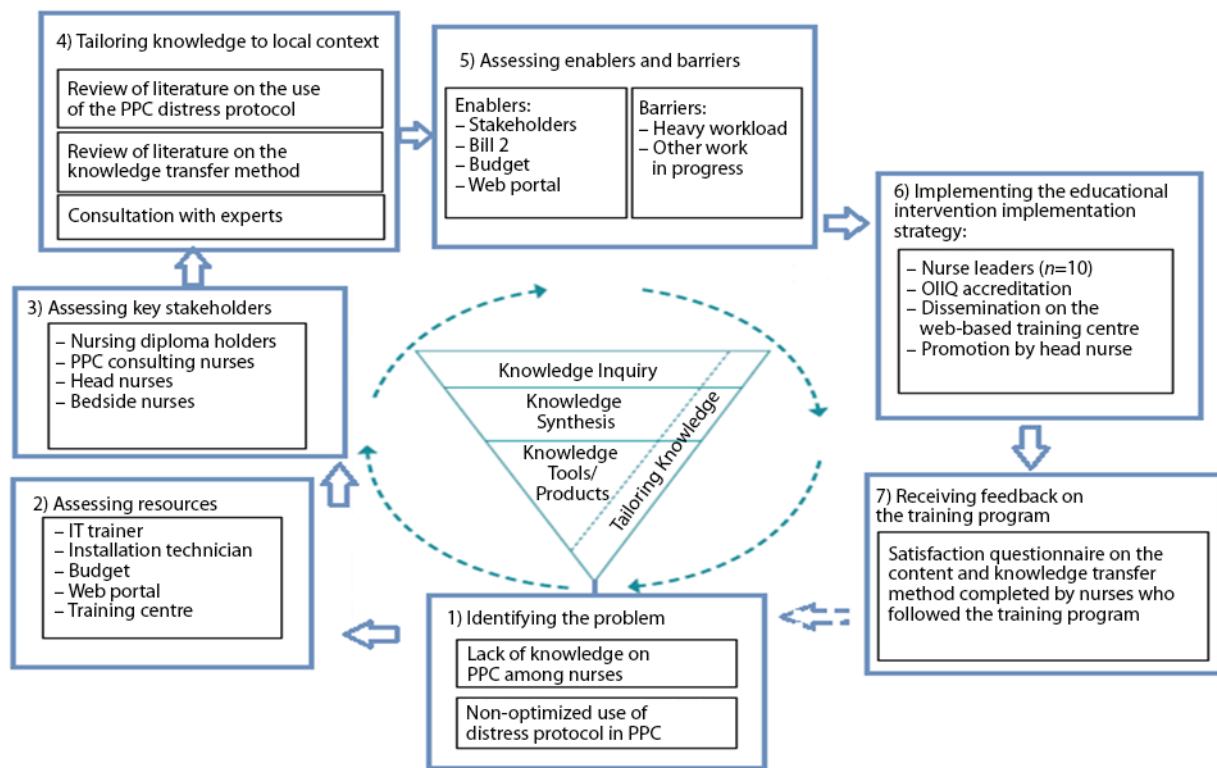 4) Tailoring knowledge to local context
Review of literature on the use
of the PPC distress protocol
Review of literature on the
knowledge transfer method
Consultation with experts
5) Assessing enablers and barriers
Enablers:
– Stakeholders
– Bill 2
– Budget
– Web portal
Barriers:
– Heavy workload
– Other work
in progress
6) Implementing the educational
intervention implementation
strategy:
– Nurse leaders (n=10)
– OIIQ accreditation
– Dissemination on the
web-based training centre
– Promotion by head nurse
3) Assessing key stakeholders
– Nursing diploma holders
– PPC consulting nurses
– Head nurses
– Bedside nurses
Knowledge Inquiry
Knowledge
Synthesis
Knowledge
Tools/
Products
Tailoring Knowledge
2) Assessing resources
– IT trainer
– Installation technician
– Budget
– Web portal
– Training centre
7) Receiving feedback on
the training program
Satisfaction questionnaire on the
content and knowledge transfer
method completed by nurses who
followed the training program
1) Identifying the problem
Lack of knowledge on
PPC among nurses
Non-optimized use of
distress protocol in PPC